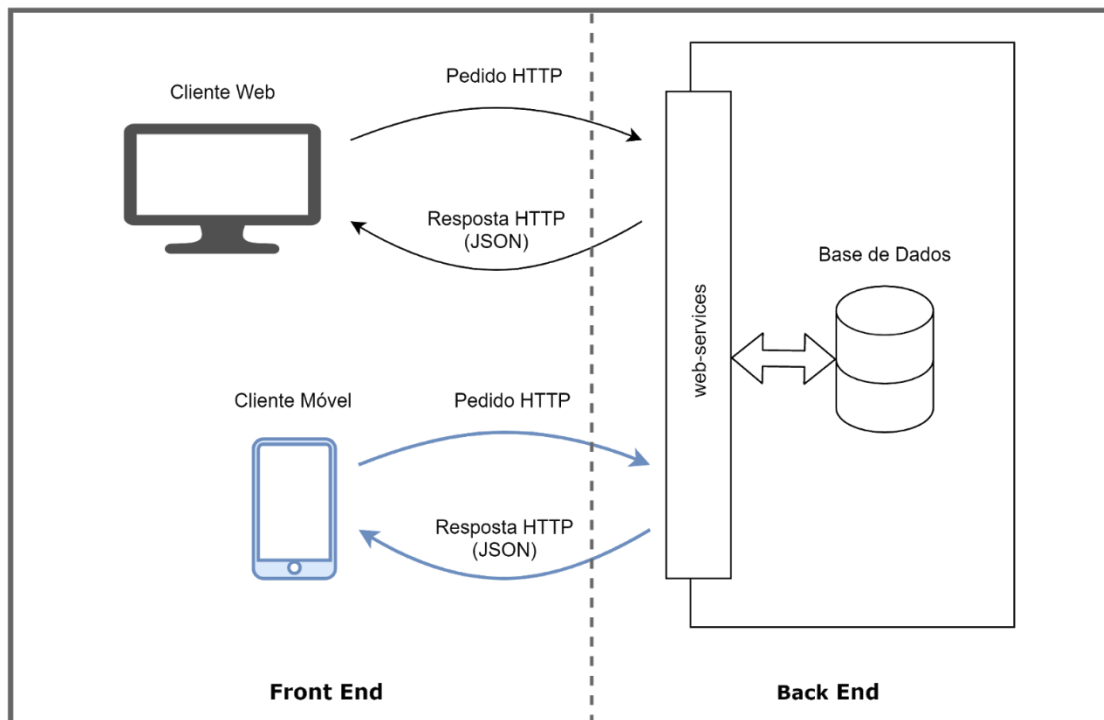 Pedido HTTP
Cliente Web
Resposta HTTP
(JSON)
Base de Dados
web-services
Cliente Móvel
Pedido HTTP
Resposta HTTP
(JSON)
Front End
Back End